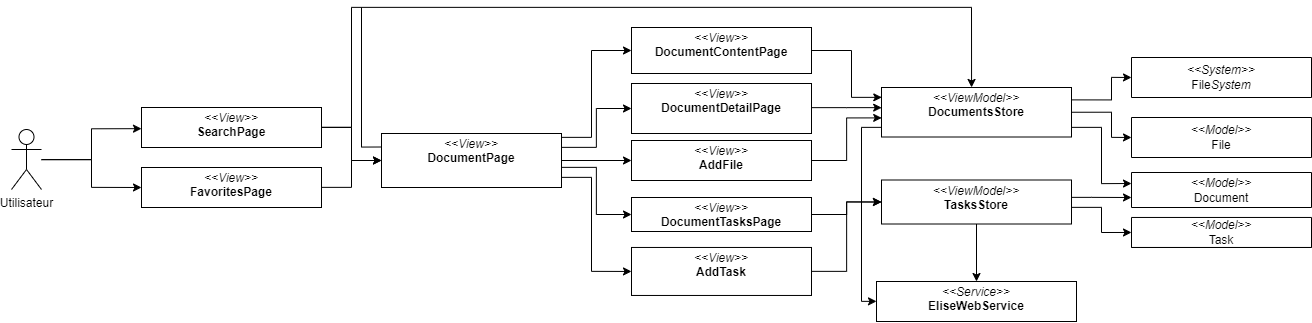 Utilisateur
<<View>>
SearchPage
<<View>>
FavoritesPage
<<View>>
DocumentPage
<<View>>
DocumentContentPage
<<View>>
DocumentDetailPage
<<View>>
AddFile
<<View>>
DocumentTasksPage
<<View>>
AddTask
<<ViewModel>>
DocumentsStore
<<ViewModel>>
TasksStore
<<Service>>
EliseWebService
<<System>>
FileSystem
<<Model>>
File
<<Model>>
Document
<<Model>>
Task